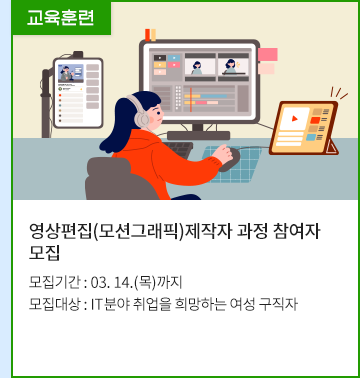 교육훈련
영상편집(모션그래픽)제작자 과정 참여자
모집
모집기간 : 03. 14.(목)까지
모집대상 : IT분야 취업을 희망하는 여성 구직자